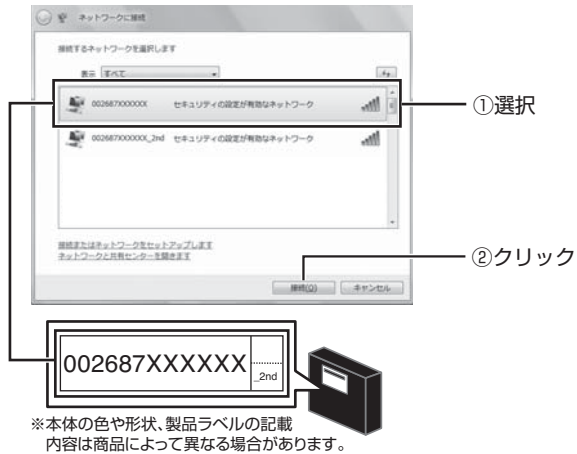 ネットワークに接続
接続するネットワークを選択します
表示 すべて
002687XXXXXX セキュリティの設定が有効なネットワーク
①選択
002687XXXXXX_2nd セキュリティの設定が有効なネットワーク
接続またはネットワークをセットアップします
ネットワークと共有センターを開きます
②クリック
接続(O) キャンセル
002687XXXXXX
_2nd
※本体の色や形状、製品ラベルの記載
内容は商品によって異なる場合があります。